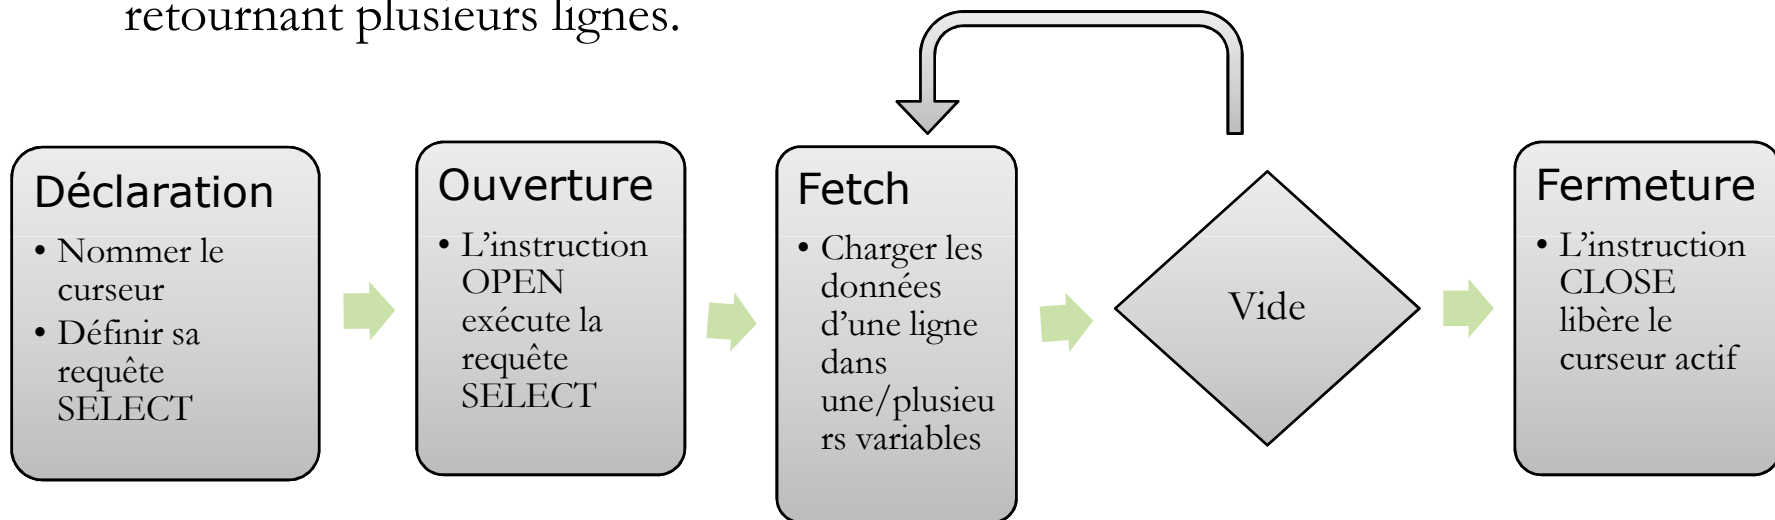 retournant plusieurs lignes.
Déclaration
• Nommer le
curseur
• Définir sa
requête
SELECT
Ouverture
• L’instruction
OPEN
exécute la
requête
SELECT
Fetch
• Charger les
données
d’une ligne
dans
une/plusieu
rs variables
Vide
Fermeture
• L’instruction
CLOSE
libère le
curseur actif